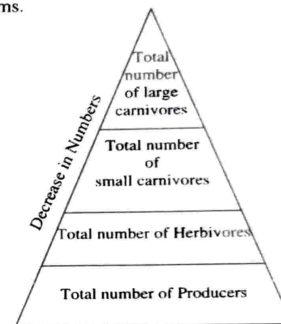 ms.
Total
number
of large
carnivores
Decrease in Numbers
Total number
of
small carnivores
Total number of Herbivores
Total number of Producers